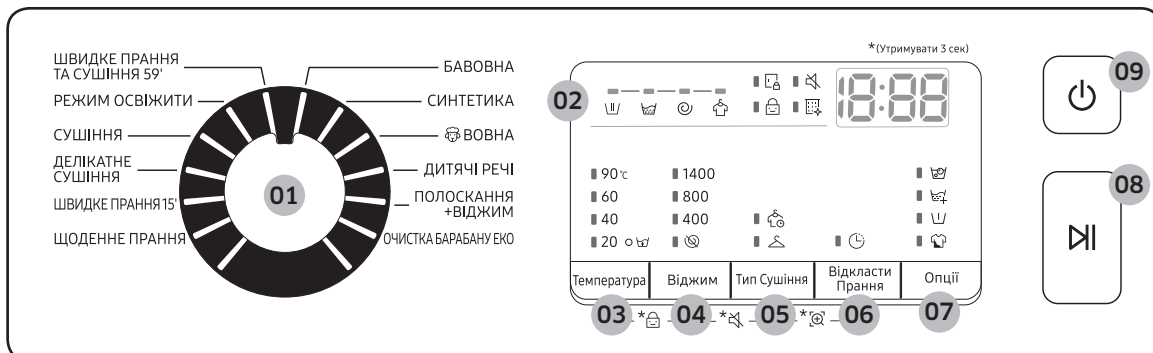 *(Утримувати 3 сек)
ШВИДКЕ ПРАННЯ
ТА СУШІННЯ 59'
РЕЖИМ ОСВІЖИТИ
СУШІННЯ
ДЕЛІКАТНЕ
СУШІННЯ
ШВИДКЕ ПРАННЯ 15'
ЩОДЕННЕ ПРАННЯ
01
БАВОВНА
СИНТЕТИКА
ВОВНА
ДИТЯЧІ РЕЧІ
ПОЛОСКАННЯ
+ВІДЖИМ
ОЧИСТКА БАРАБАНУ ЕКО
02
18:88
90℃ 1400
60 800
40 400
20
Температура
Віджим
Тип Сушіння
Відкласти
Прання
Опції
03 * 04 * 05 * 06 07
09
08